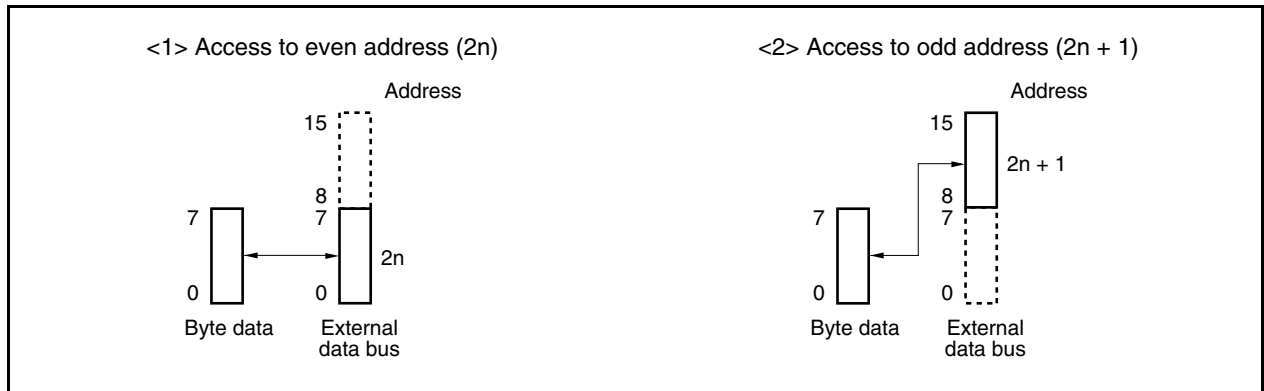 <1> Access to even address (2n)
Address
15
8
7
7
2n
0
0
Byte data
External
data bus
<2> Access to odd address (2n + 1)
Address
15
2n + 1
8
7
7
0
0
Byte data
External
data bus